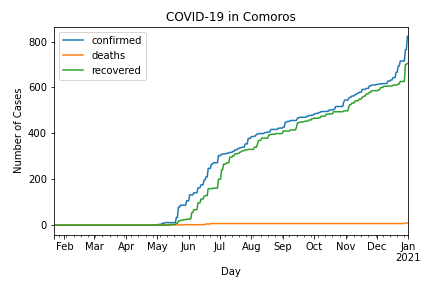 COVID-19 in Comoros
confirmed
deaths
recovered
Number of Cases
800
600
400
200
0
Feb Mar Apr May Jun Jul Aug Sep Oct Nov Dec Jan
2021
Day